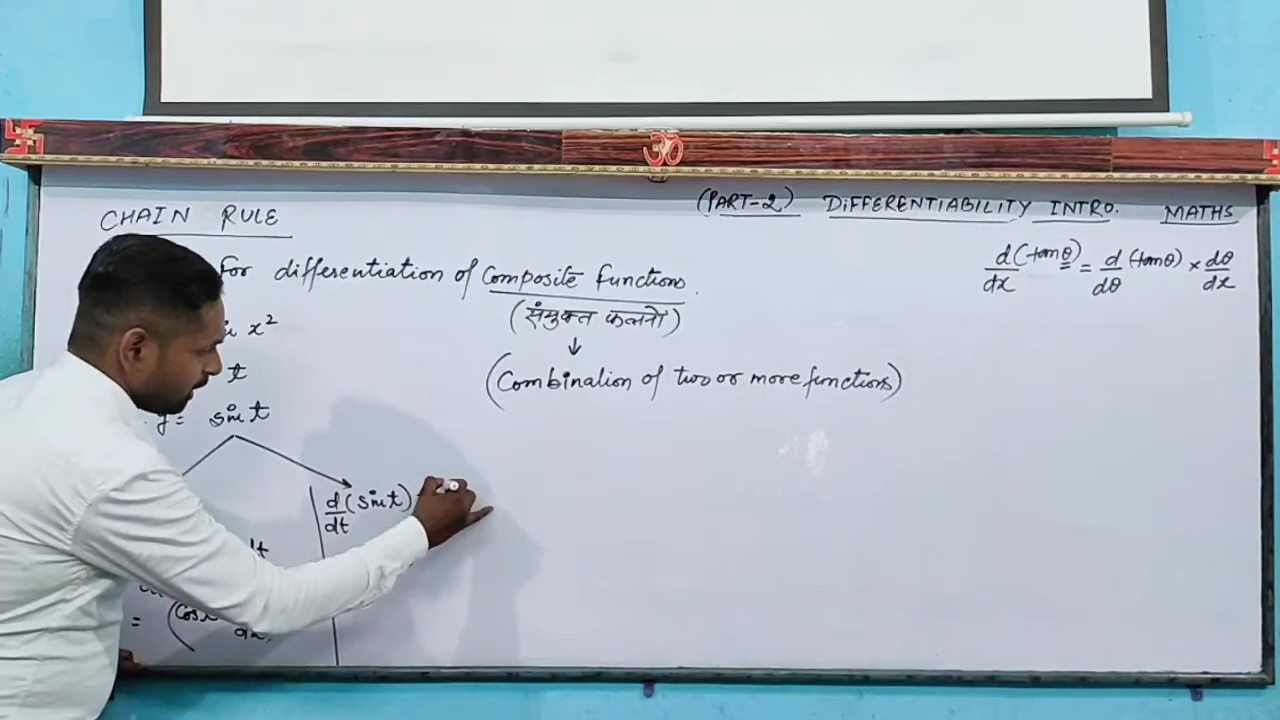 CHAIN RULE
(PART-2) DIFFERENTIABILITY INTRO. MATHS
d(tanθ)/dx = d/dθ (tanθ) × dθ/dx
For differentiation of Composite functions.
(संयुक्त फलनो)
↓
(Combination of two or more functions)
x²
t
y = sin t
d/dt (sin t)
dt
=